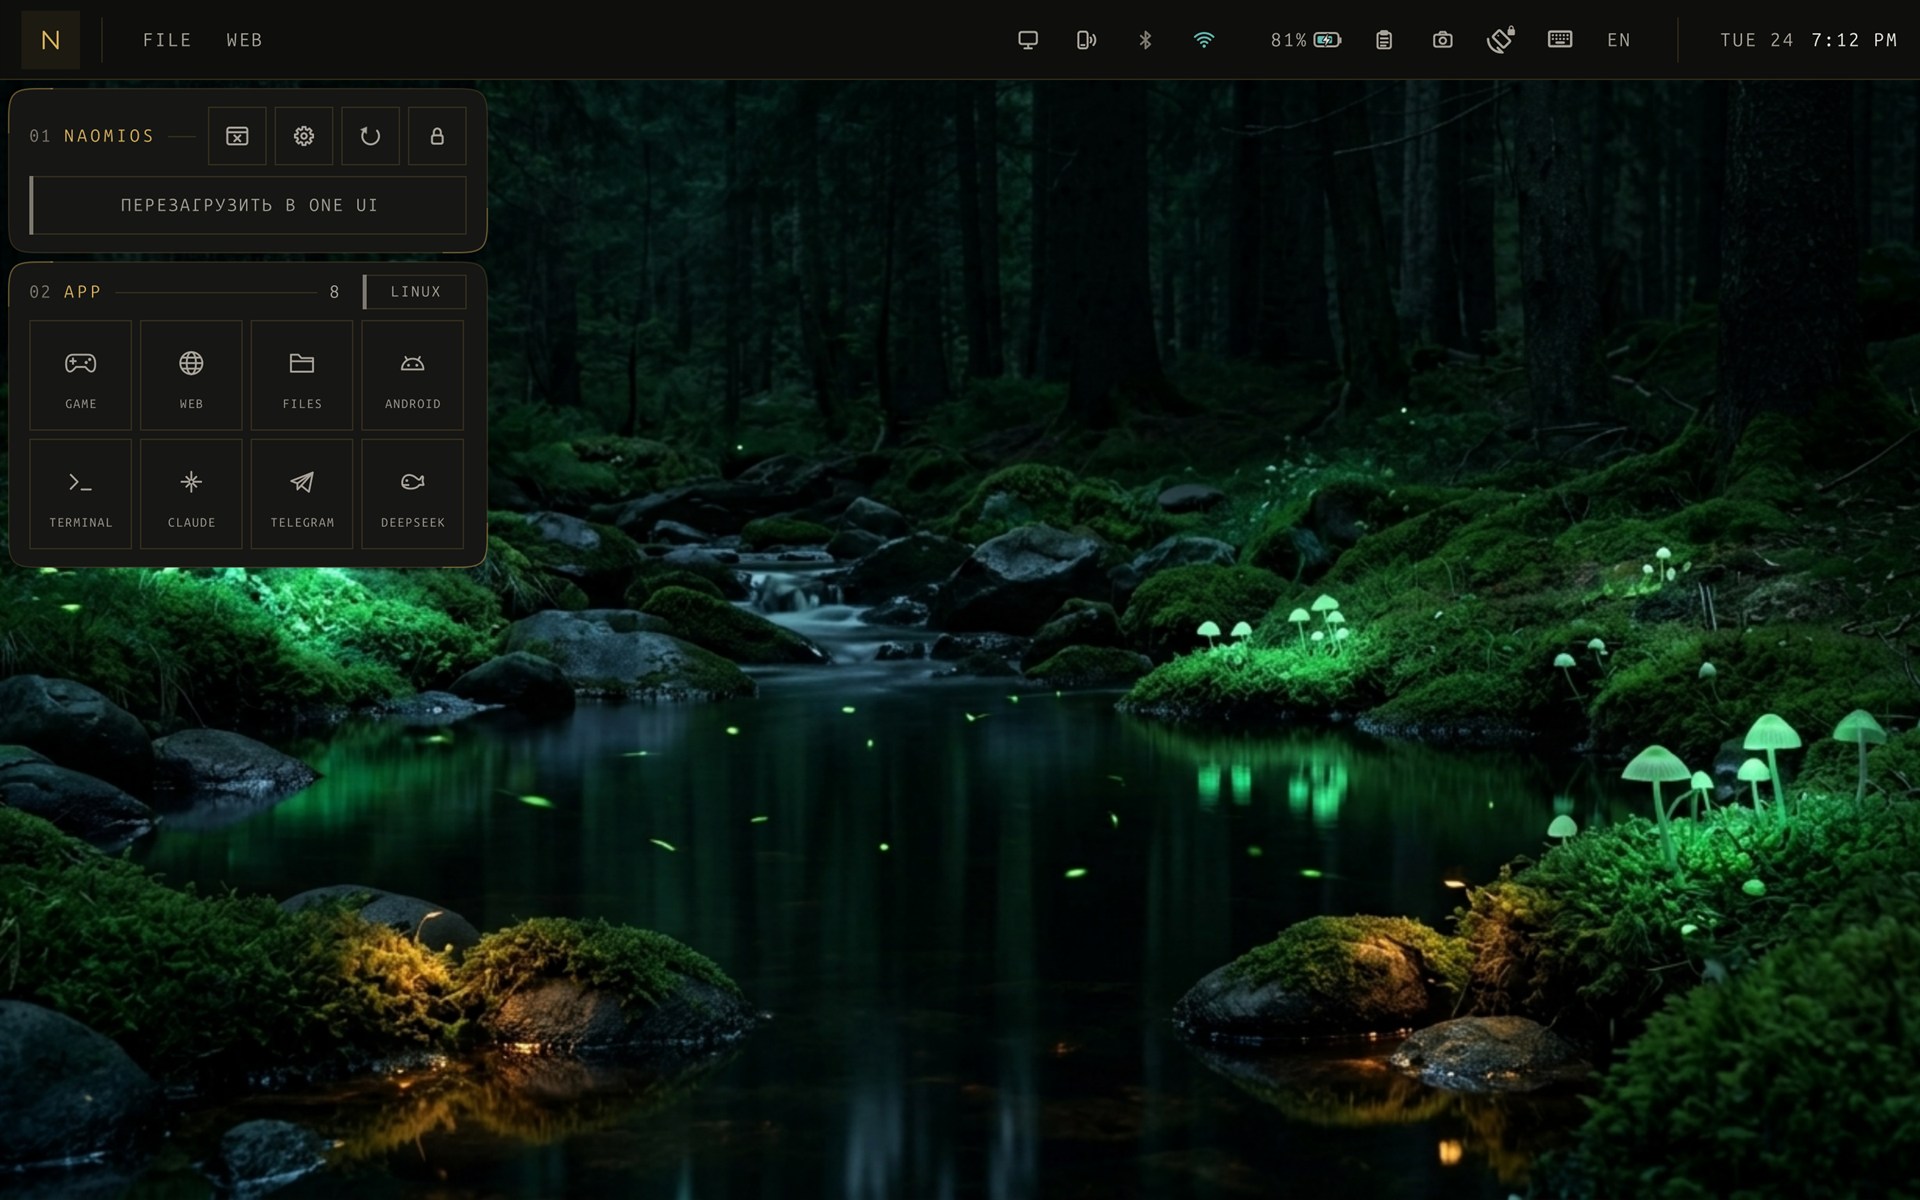 N FILE WEB 81% EN TUE 24 7:12 PM
01 NAOMIOS
ПЕРЕЗАГРУЗИТЬ В ONE UI
02 APP 8 LINUX
GAME WEB FILES ANDROID
TERMINAL CLAUDE TELEGRAM DEEPSEEK